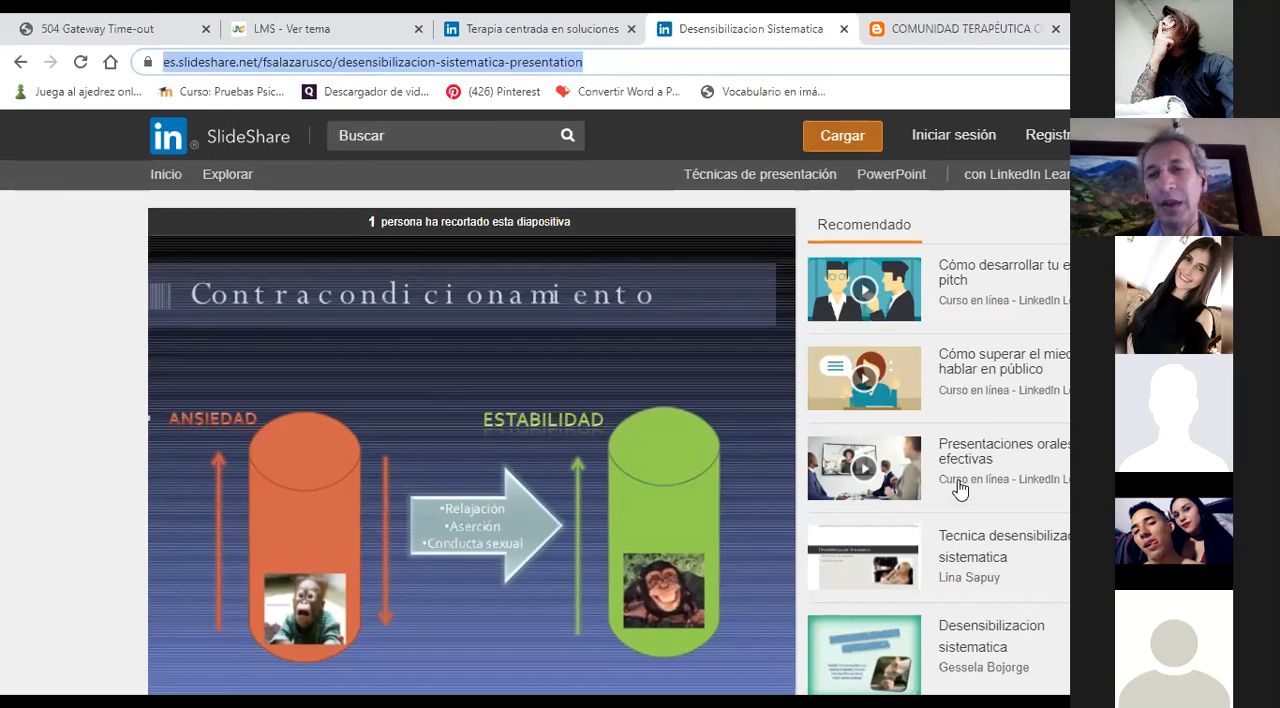 504 Gateway Time-out
LMS - Ver tema
Terapia centrada en soluciones
Desensibilizacion Sistematica
COMUNIDAD TERAPÉUTICA
es.slideshare.net/fsalazarusco/desensibilizacion-sistematica-presentation
Juega al ajedrez onl...
Curso: Pruebas Psic...
Descargador de vid...
(426) Pinterest
Convertir Word a P...
Vocabulario en imá...
in SlideShare
Buscar
Cargar
Iniciar sesión
Registr
Inicio
Explorar
Técnicas de presentación
PowerPoint
con LinkedIn Lear
1 persona ha recortado esta diapositiva
Contracondicionamiento
ANSIEDAD
ESTABILIDAD
•Relajación
•Aserción
•Conducta sexual
Recomendado
Cómo desarrollar tu e
pitch
Curso en línea - LinkedIn Le
Cómo superar el mied
hablar en público
Curso en línea - LinkedIn Le
Presentaciones orales
efectivas
Curso en línea - LinkedIn Le
Tecnica desensibilizac
sistematica
Lina Sapuy
Desensibilizacion
sistematica
Gessela Bojorge